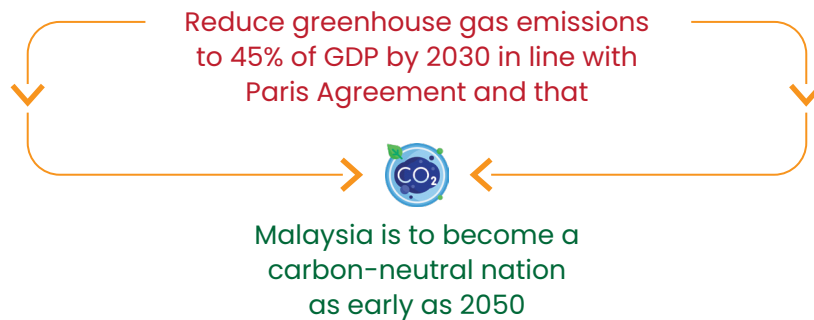 Reduce greenhouse gas emissions
to 45% of GDP by 2030 in line with
Paris Agreement and that
CO2
Malaysia is to become a
carbon-neutral nation
as early as 2050